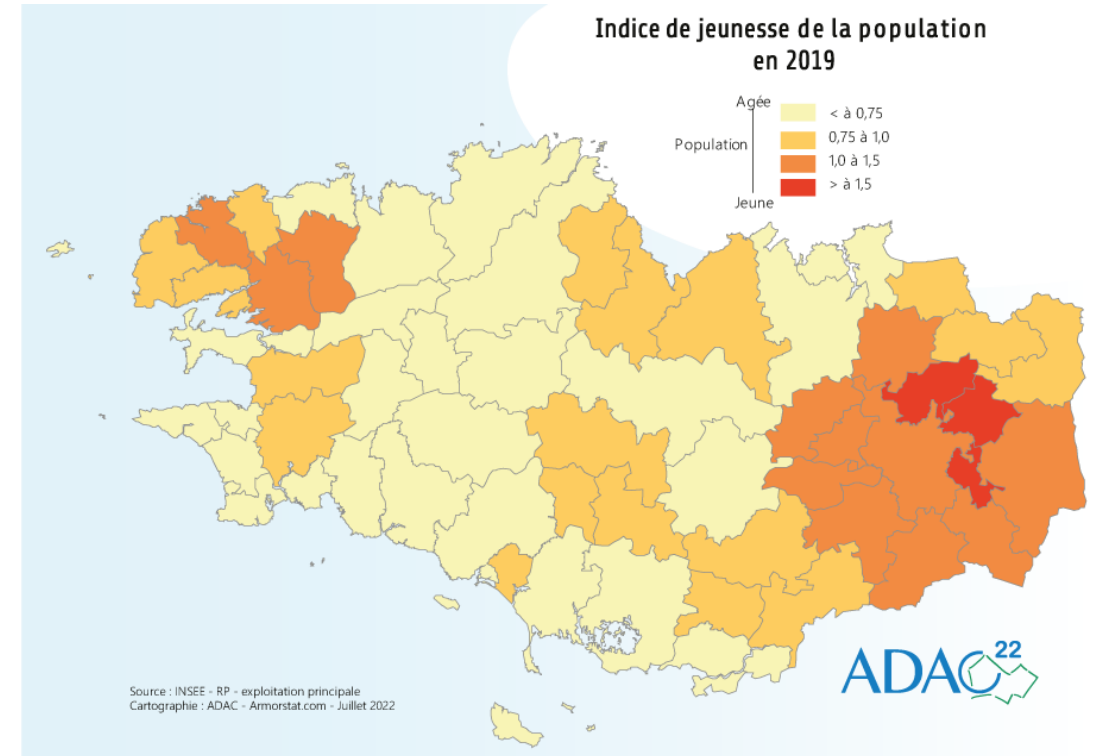 Indice de jeunesse de la population
en 2019
Agée
Population
Jeune
< à 0,75
0,75 à 1,0
1,0 à 1,5
> à 1,5
Source : INSEE - RP - exploitation principale
Cartographie : ADAC - Armorstat.com - Juillet 2022
ADAC 22